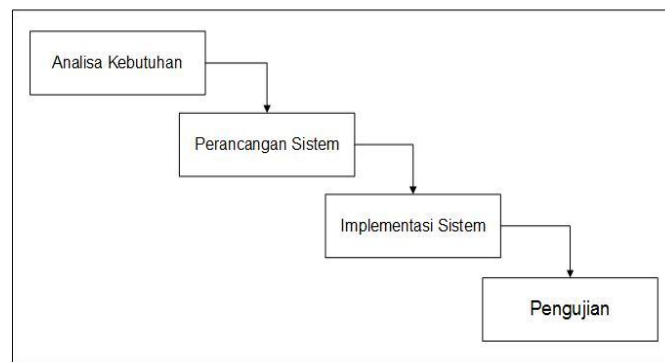 Analisa Kebutuhan
Perancangan Sistem
Implementasi Sistem
Pengujian